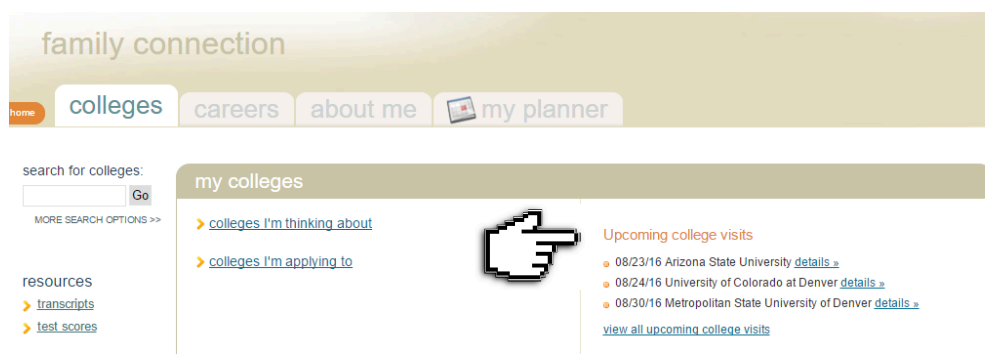 family connection
home
colleges
careers
about me
my planner
search for colleges:
Go
MORE SEARCH OPTIONS >>
resources
transcripts
test scores
my colleges
colleges I'm thinking about
colleges I'm applying to
Upcoming college visits
08/23/16 Arizona State University details »
08/24/16 University of Colorado at Denver details »
08/30/16 Metropolitan State University of Denver details »
view all upcoming college visits